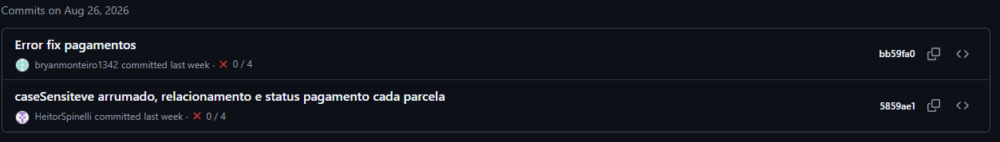 Commits on Aug 26, 2026
Error fix pagamentos
bb59fa0
bryanmonteiro1342 committed last week · 0 / 4
caseSensiteve arrumado, relacionamento e status pagamento cada parcela
5859ae1
HeitorSpinelli committed last week · 0 / 4